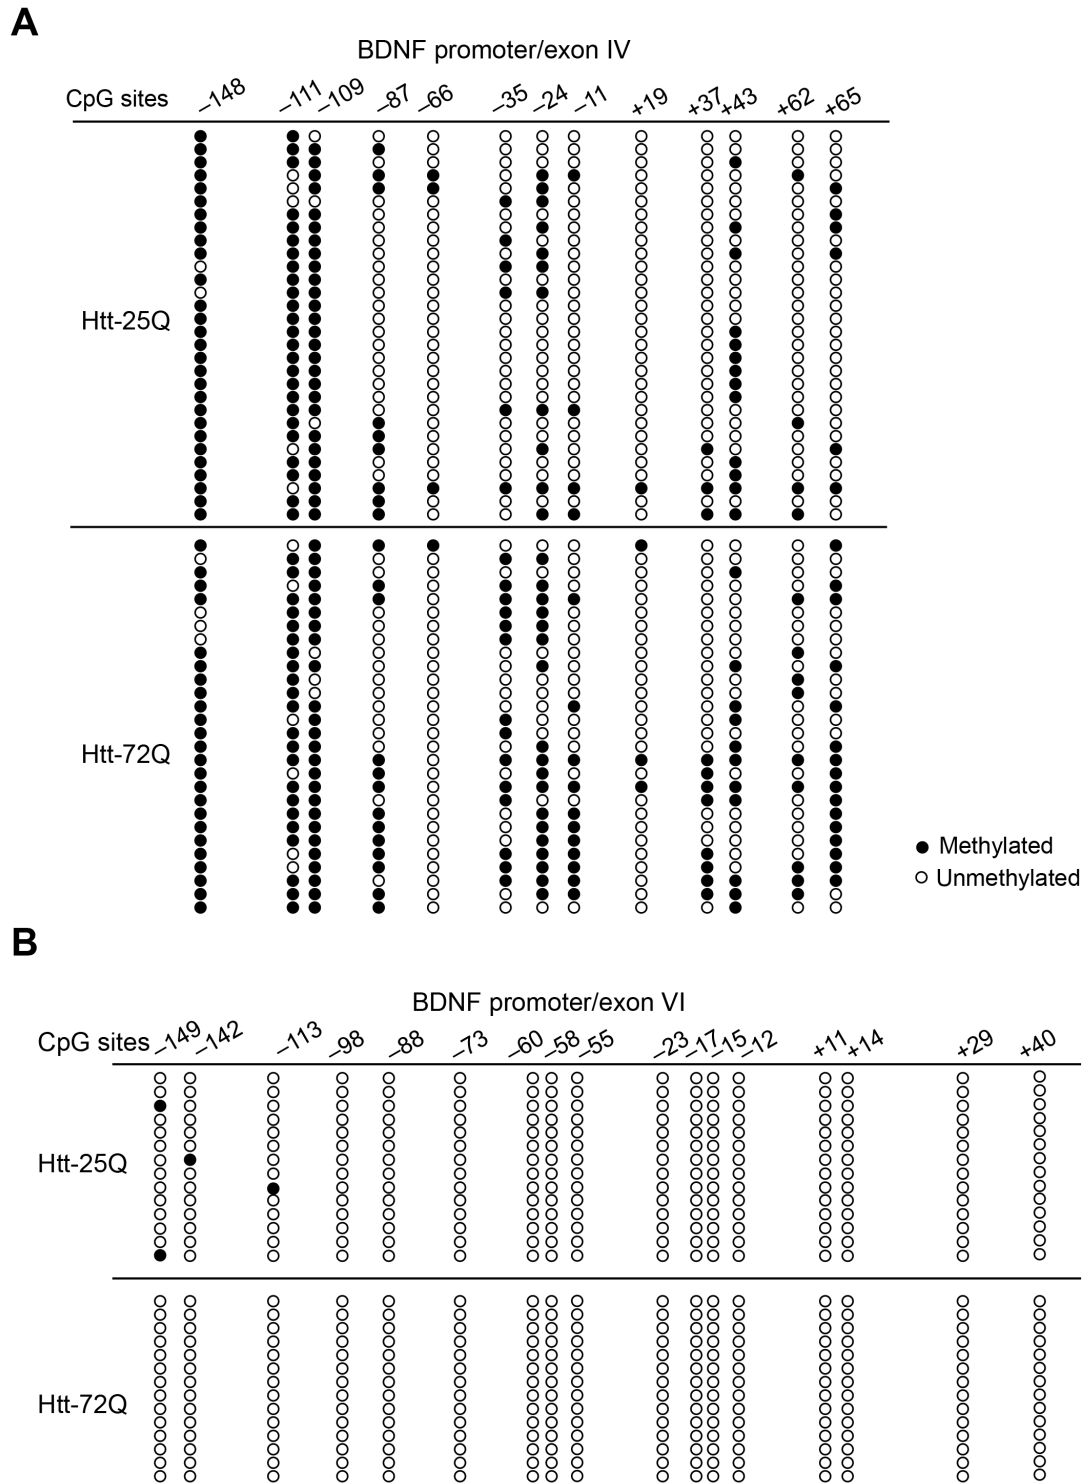 A
BDNF promoter/exon IV
CpG sites –148 –111 –109 –87 –66 –35 –24 –11 +19 +37 +43 +62 +65
Htt-25Q
Htt-72Q
Methylated
Unmethylated
B
BDNF promoter/exon VI
CpG sites –149 –142 –113 –98 –88 –73 –60 –58 –55 –23 –17 –15 –12 +11 +14 +29 +40
Htt-25Q
Htt-72Q